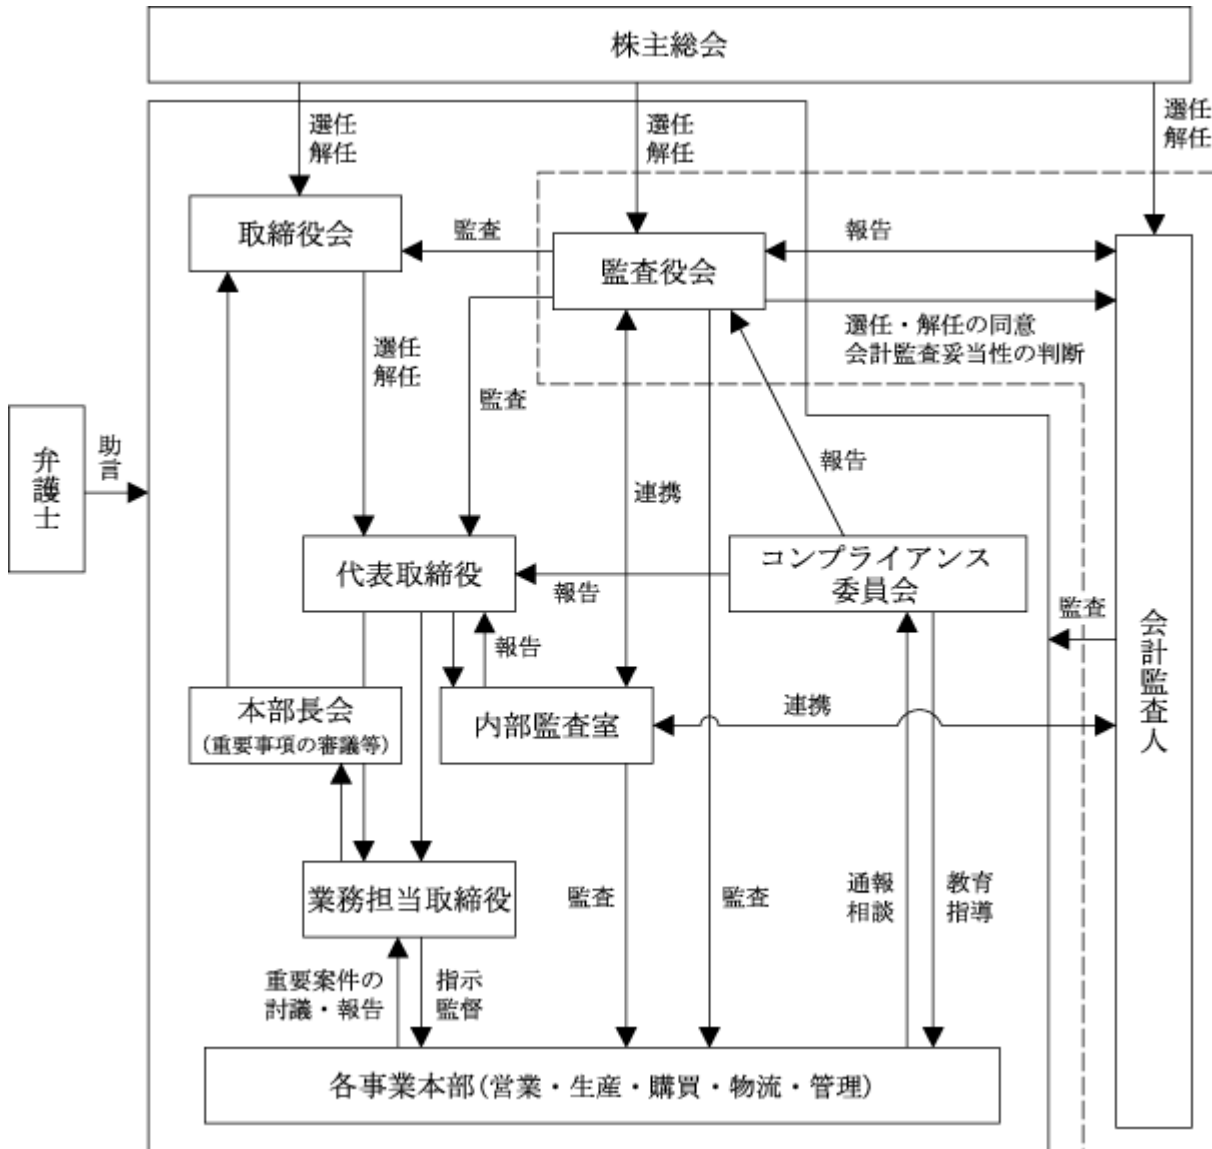 株主総会
選任
解任
選任
解任
選任
解任
取締役会
監査
監査役会
報告
選任・解任の同意
会計監査妥当性の判断
選任
解任
監査
弁護士
助言
連携
報告
代表取締役
報告
コンプライアンス
委員会
監査
会計監査人
報告
本部長会
(重要事項の審議等)
内部監査室
連携
業務担当取締役
監査
監査
通報
相談
教育
指導
重要案件の
討議・報告
指示
監督
各事業本部(営業・生産・購買・物流・管理)